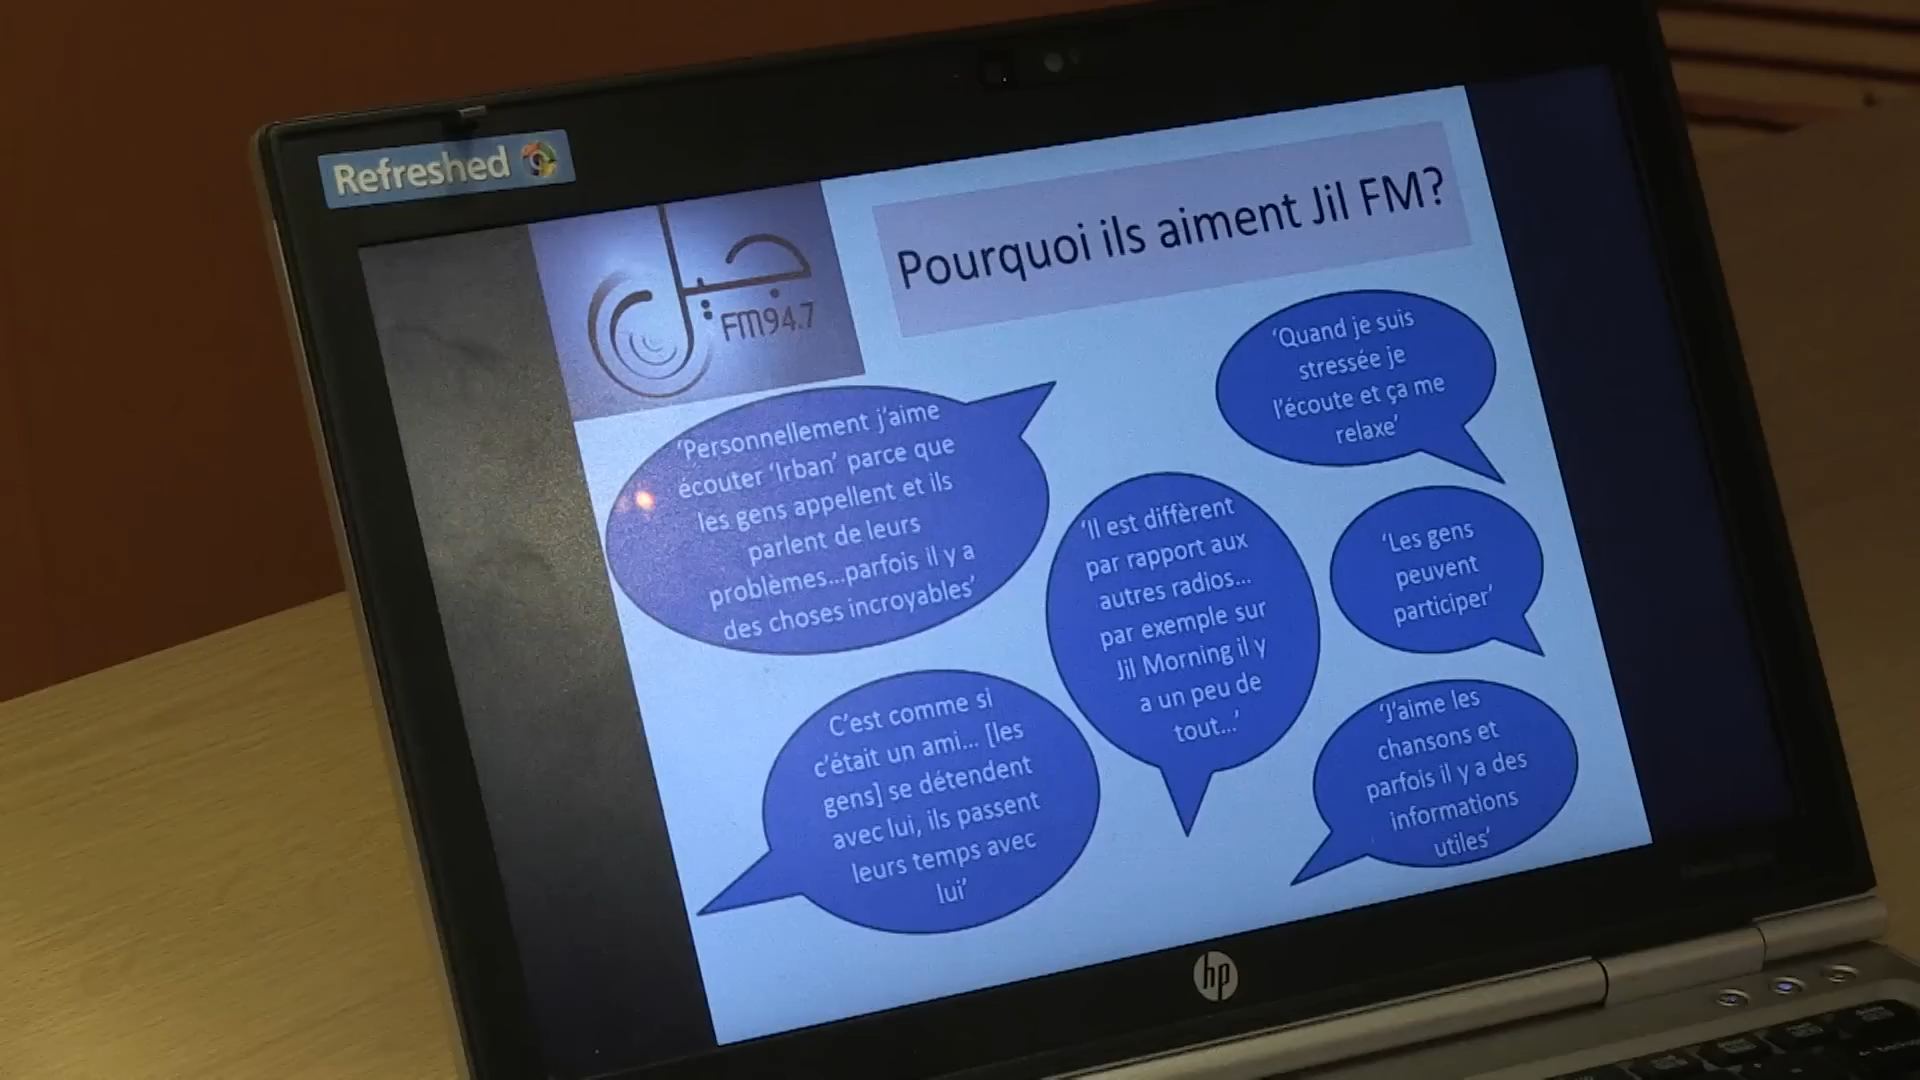 Refreshed
جيل
FM94.7
Pourquoi ils aiment Jil FM?
‘Quand je suis
stressée je
l'écoute et ça me
relaxe’
‘Personnellement j'aime
écouter ‘Irban’ parce que
les gens appellent et ils
parlent de leurs
problèmes...parfois il y a
des choses incroyables’
‘Il est diffèrent
par rapport aux
autres radios...
par exemple sur
Jil Morning il y
a un peu de
tout...’
‘Les gens
peuvent
participer’
C'est comme si
c'était un ami... [les
gens] se détendent
avec lui, ils passent
leurs temps avec
lui’
‘J'aime les
chansons et
parfois il y a des
informations
utiles’
hp